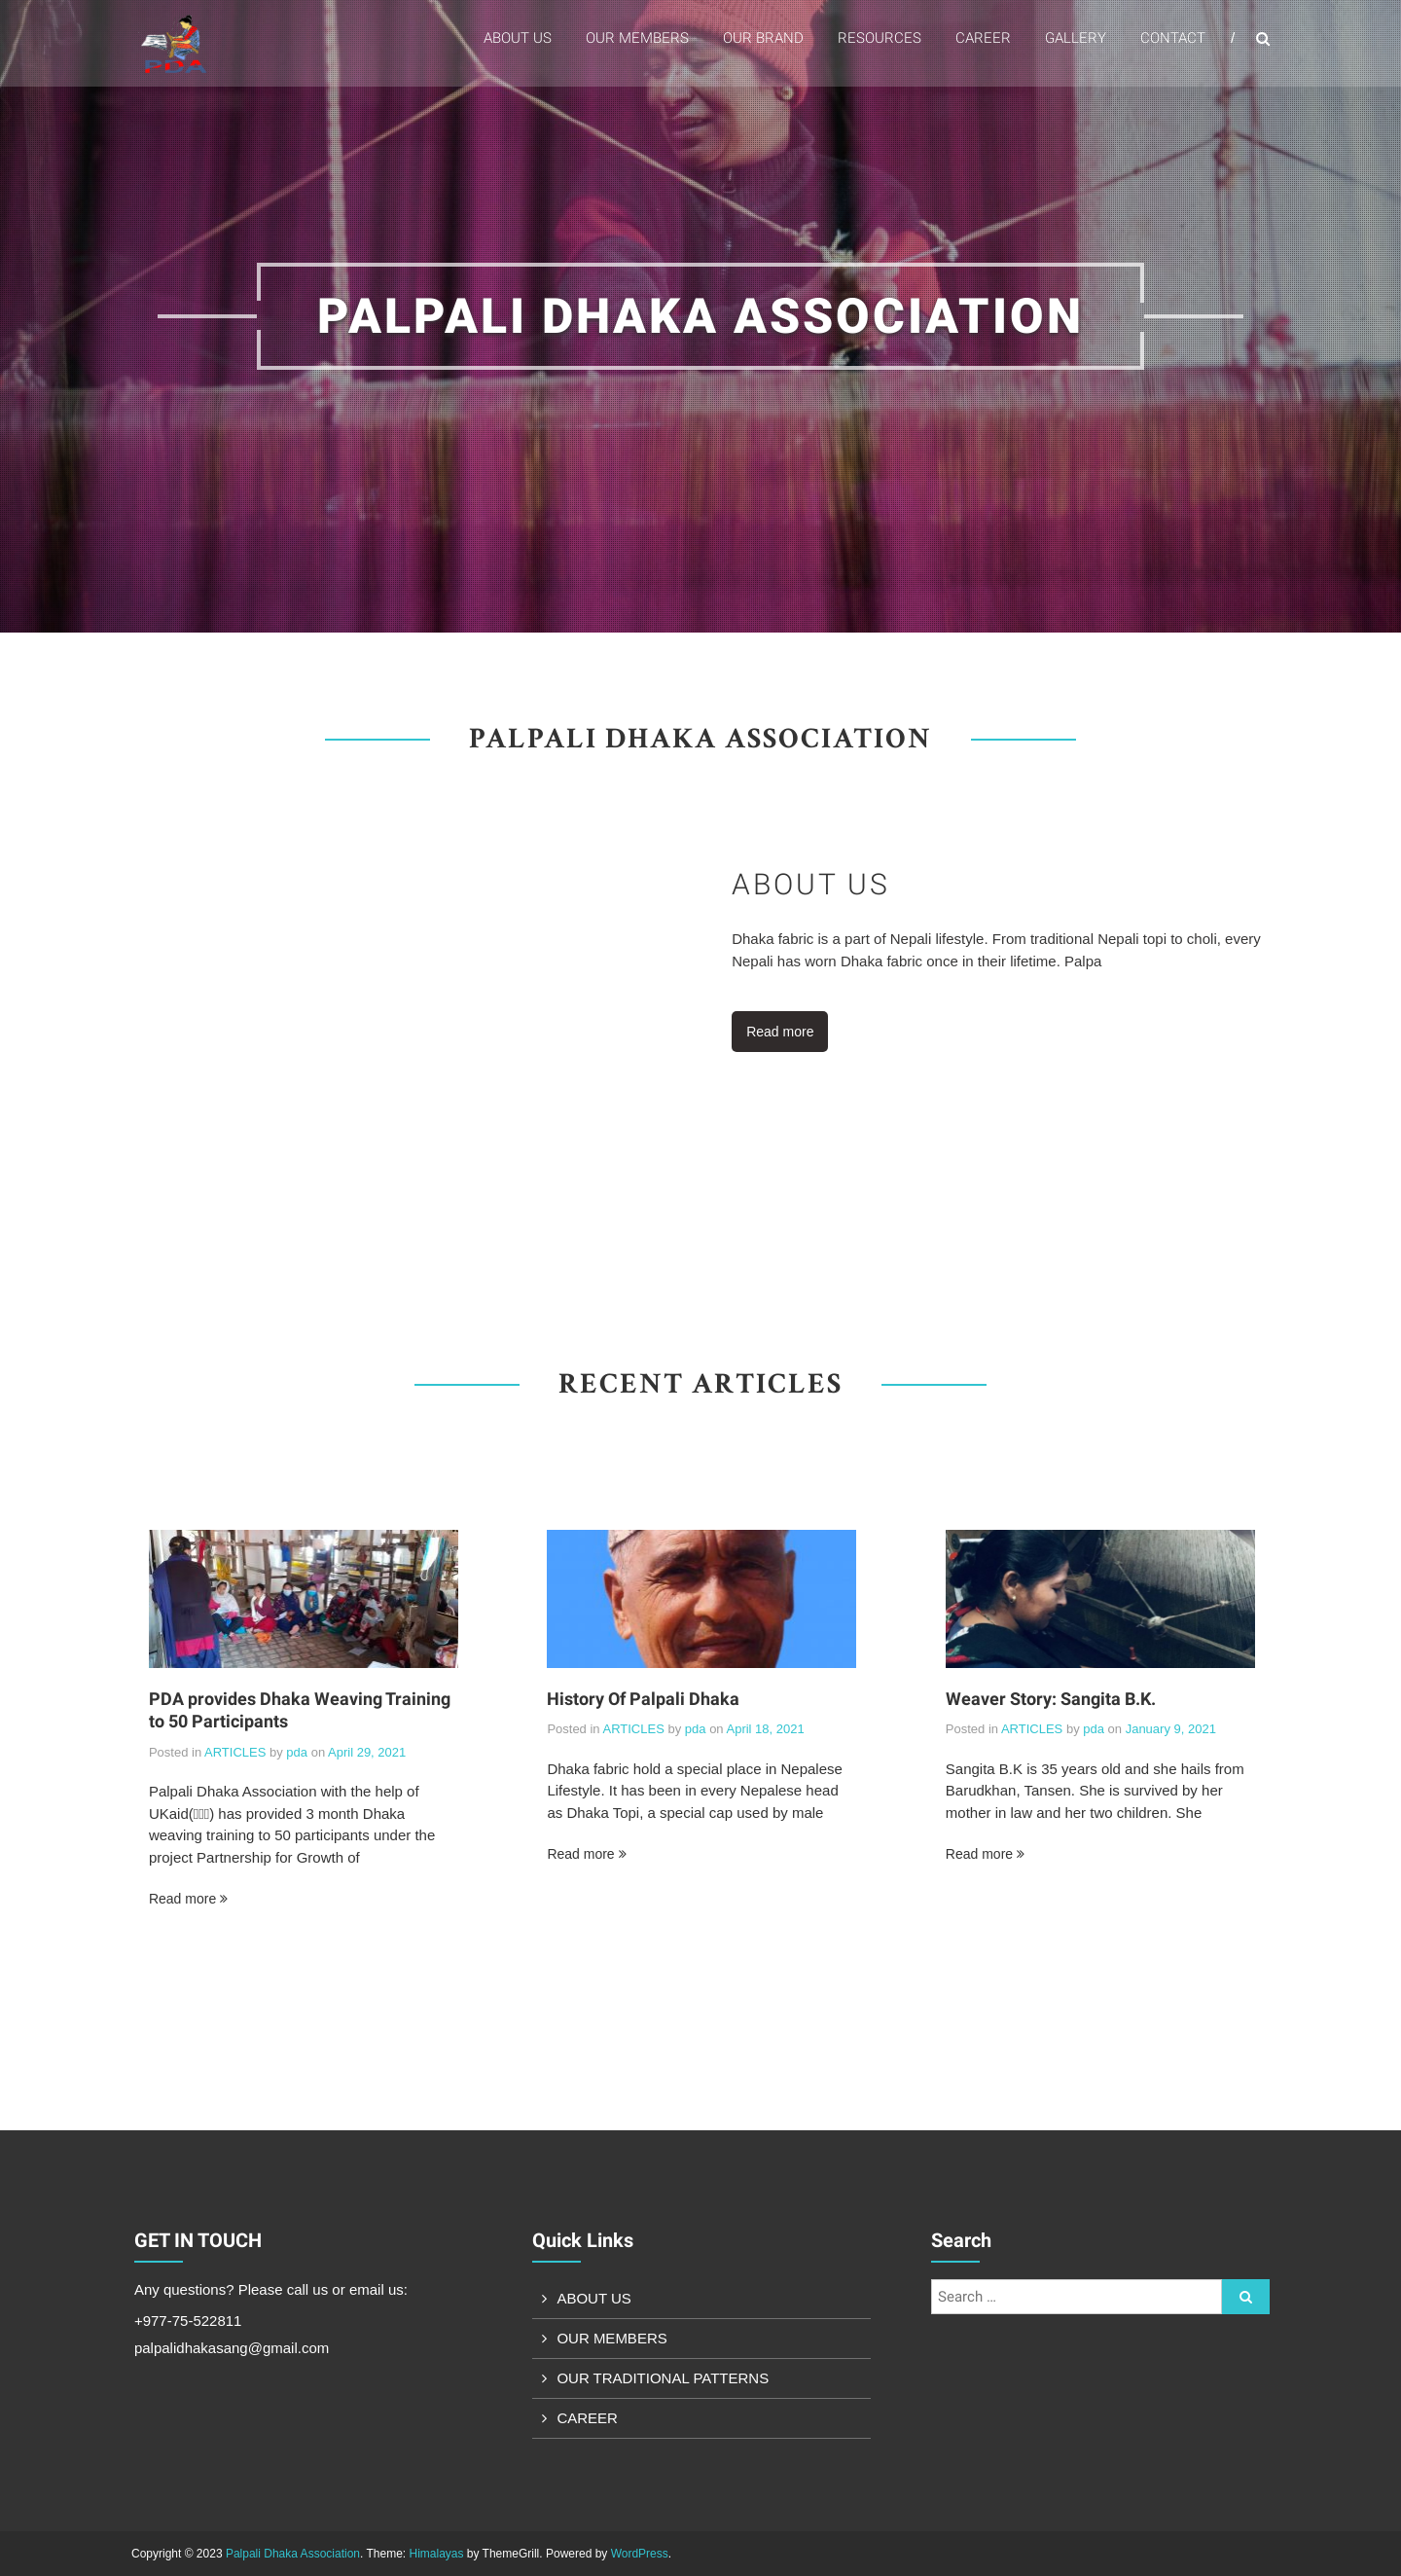 PDA
ABOUT US OUR MEMBERS OUR BRAND RESOURCES CAREER GALLERY CONTACT /
PALPALI DHAKA ASSOCIATION
PALPALI DHAKA ASSOCIATION
ABOUT US
Dhaka fabric is a part of Nepali lifestyle. From traditional Nepali topi to choli, every
Nepali has worn Dhaka fabric once in their lifetime. Palpa
Read more
RECENT ARTICLES
PDA provides Dhaka Weaving Training
to 50 Participants
Posted in ARTICLES by pda on April 29, 2021
Palpali Dhaka Association with the help of
UKaid() has provided 3 month Dhaka
weaving training to 50 participants under the
project Partnership for Growth of
Read more »
History Of Palpali Dhaka
Posted in ARTICLES by pda on April 18, 2021
Dhaka fabric hold a special place in Nepalese
Lifestyle. It has been in every Nepalese head
as Dhaka Topi, a special cap used by male
Read more »
Weaver Story: Sangita B.K.
Posted in ARTICLES by pda on January 9, 2021
Sangita B.K is 35 years old and she hails from
Barudkhan, Tansen. She is survived by her
mother in law and her two children. She
Read more »
GET IN TOUCH
Any questions? Please call us or email us:
+977-75-522811
palpalidhakasang@gmail.com
Quick Links
ABOUT US
OUR MEMBERS
OUR TRADITIONAL PATTERNS
CAREER
Search
Search …
Copyright © 2023 Palpali Dhaka Association. Theme: Himalayas by ThemeGrill. Powered by WordPress.